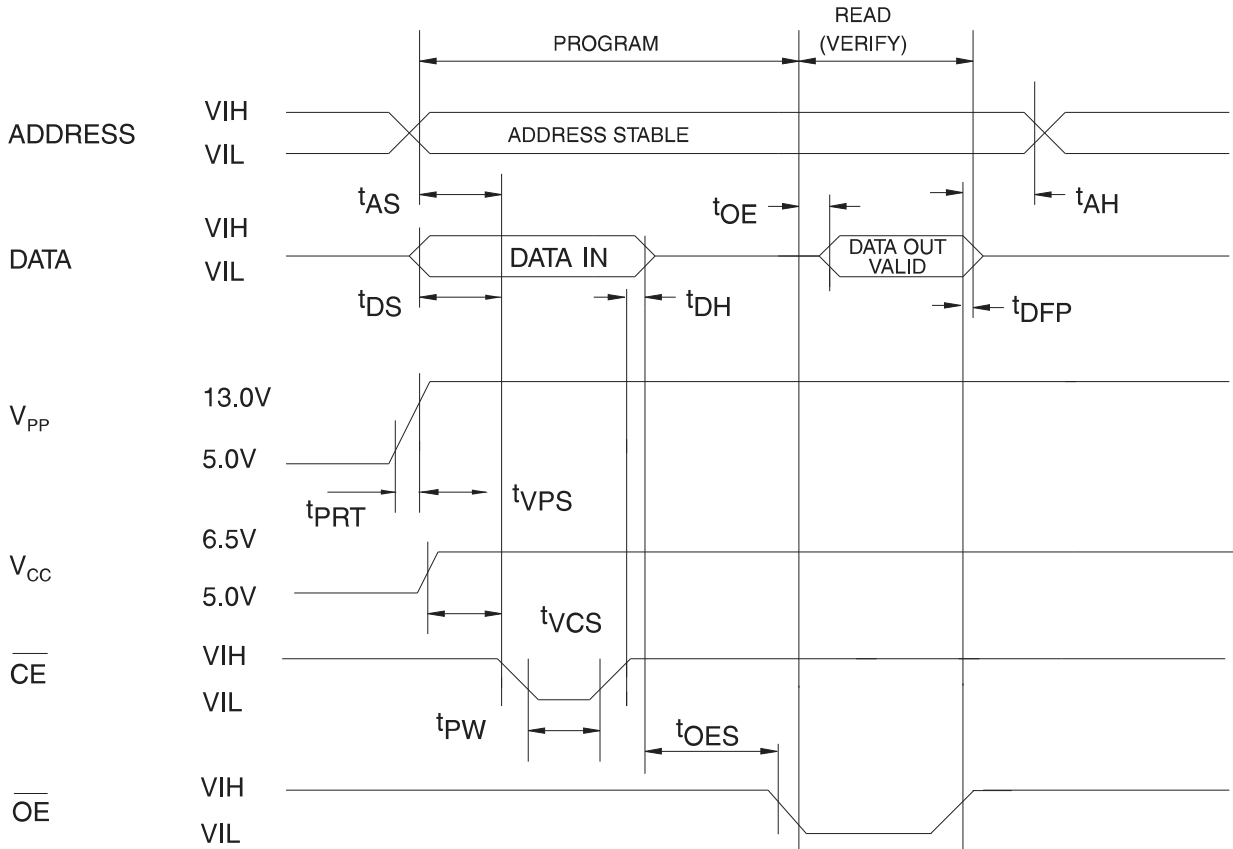 READ
PROGRAM (VERIFY)
VIH
ADDRESS ADDRESS STABLE
VIL
tAS tOE tAH
VIH
DATA DATA IN DATA OUT VALID
VIL
tDS tDH tDFP
13.0V
VPP
5.0V
tPRT tVPS
6.5V
VCC
5.0V
tVCS
VIH
CE
VIL
tPW tOES
VIH
OE
VIL